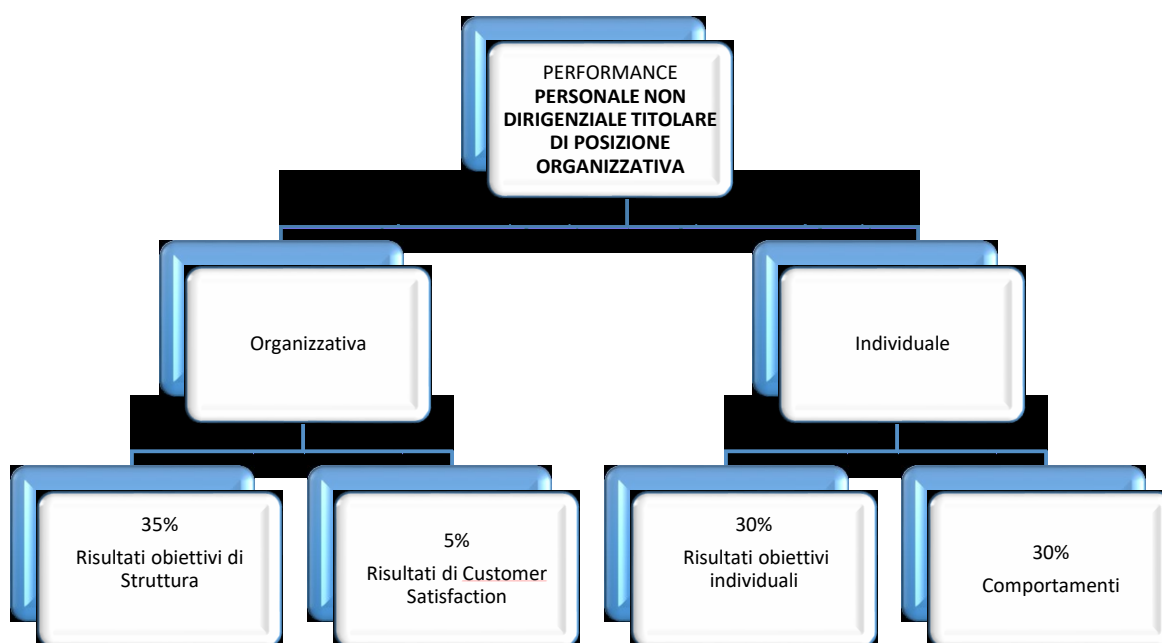 PERFORMANCE
PERSONALE NON
DIRIGENZIALE TITOLARE
DI POSIZIONE
ORGANIZZATIVA
Organizzativa
Individuale
35%
Risultati obiettivi di
Struttura
5%
Risultati di Customer
Satisfaction
30%
Risultati obiettivi
individuali
30%
Comportamenti